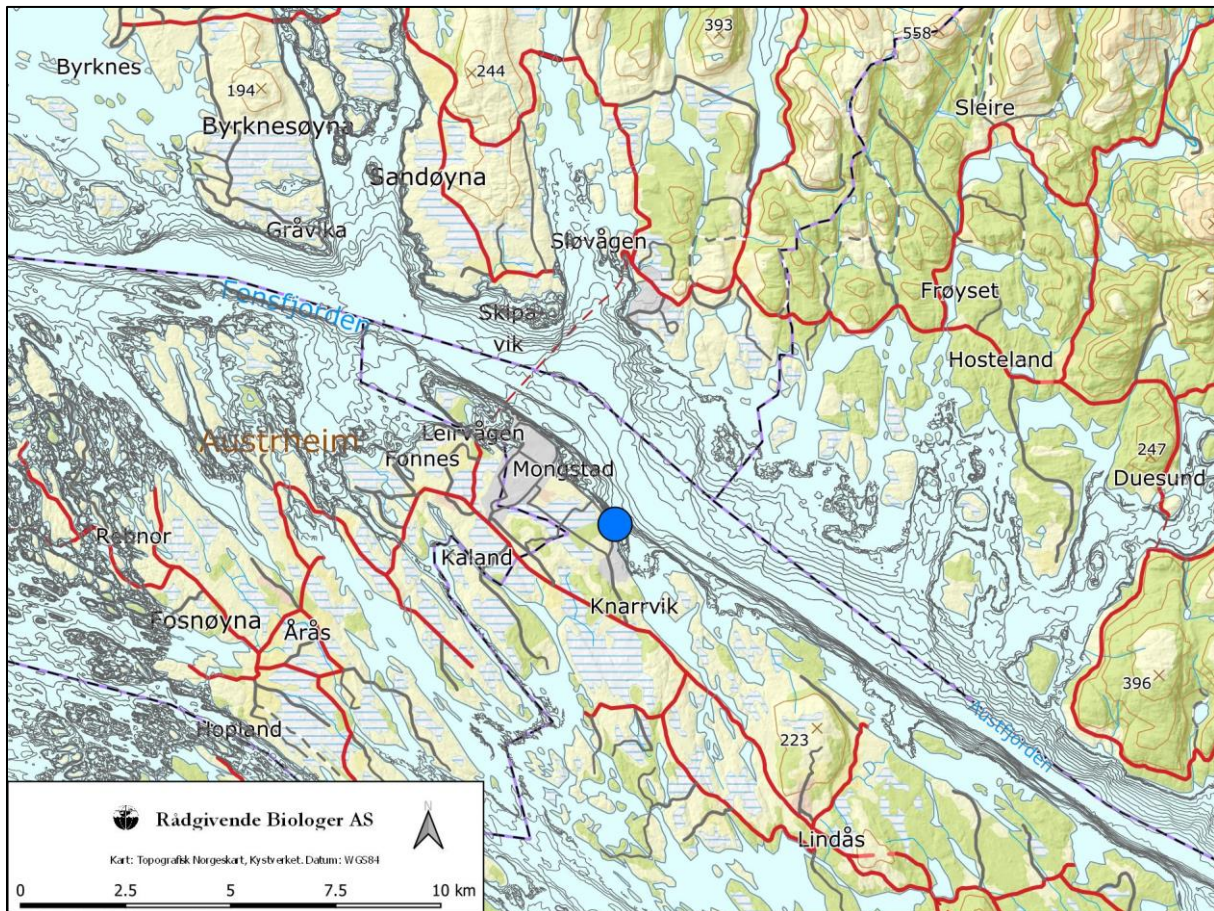 393
558
Byrknes
244
194
Sleire
Byrknesøyna
Sandøyna
Gråvika
Sløvågen
Fensfjorden
Frøyset
Skipa
vik
Hosteland
Leirvågen
Austrheim
Fonnes
247
Mongstad
Duesund
Rebnor
Kaland
Knarrvik
Fosnøyna
Årås
396
Austfjorden
Hopland
223
Rådgivende Biologer AS
N
Lindås
Kart: Topografisk Norgeskart, Kystverket. Datum: WGS84
0 2.5 5 7.5 10 km